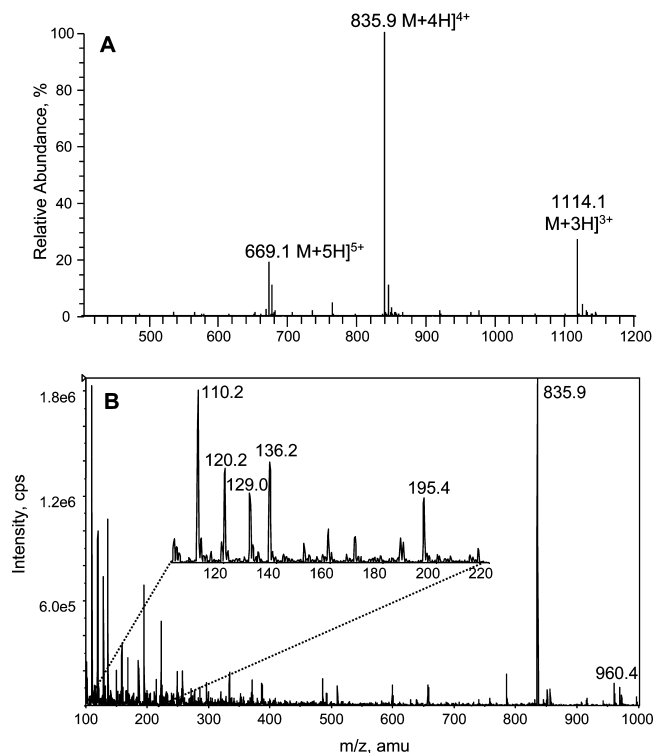 835.9 M+4H]4+
A
100
80
60
40
20
0
Relative Abundance, %
1114.1
M+3H]3+
669.1 M+5H]5+
500 600 700 800 900 1000 1100 1200
B
1.8e6
1.2e6
6.0e5
Intensity, cps
835.9
110.2
120.2
129.0
136.2
195.4
120 140 160 180 200 220
960.4
100 200 300 400 500 600 700 800 900 1000
m/z, amu